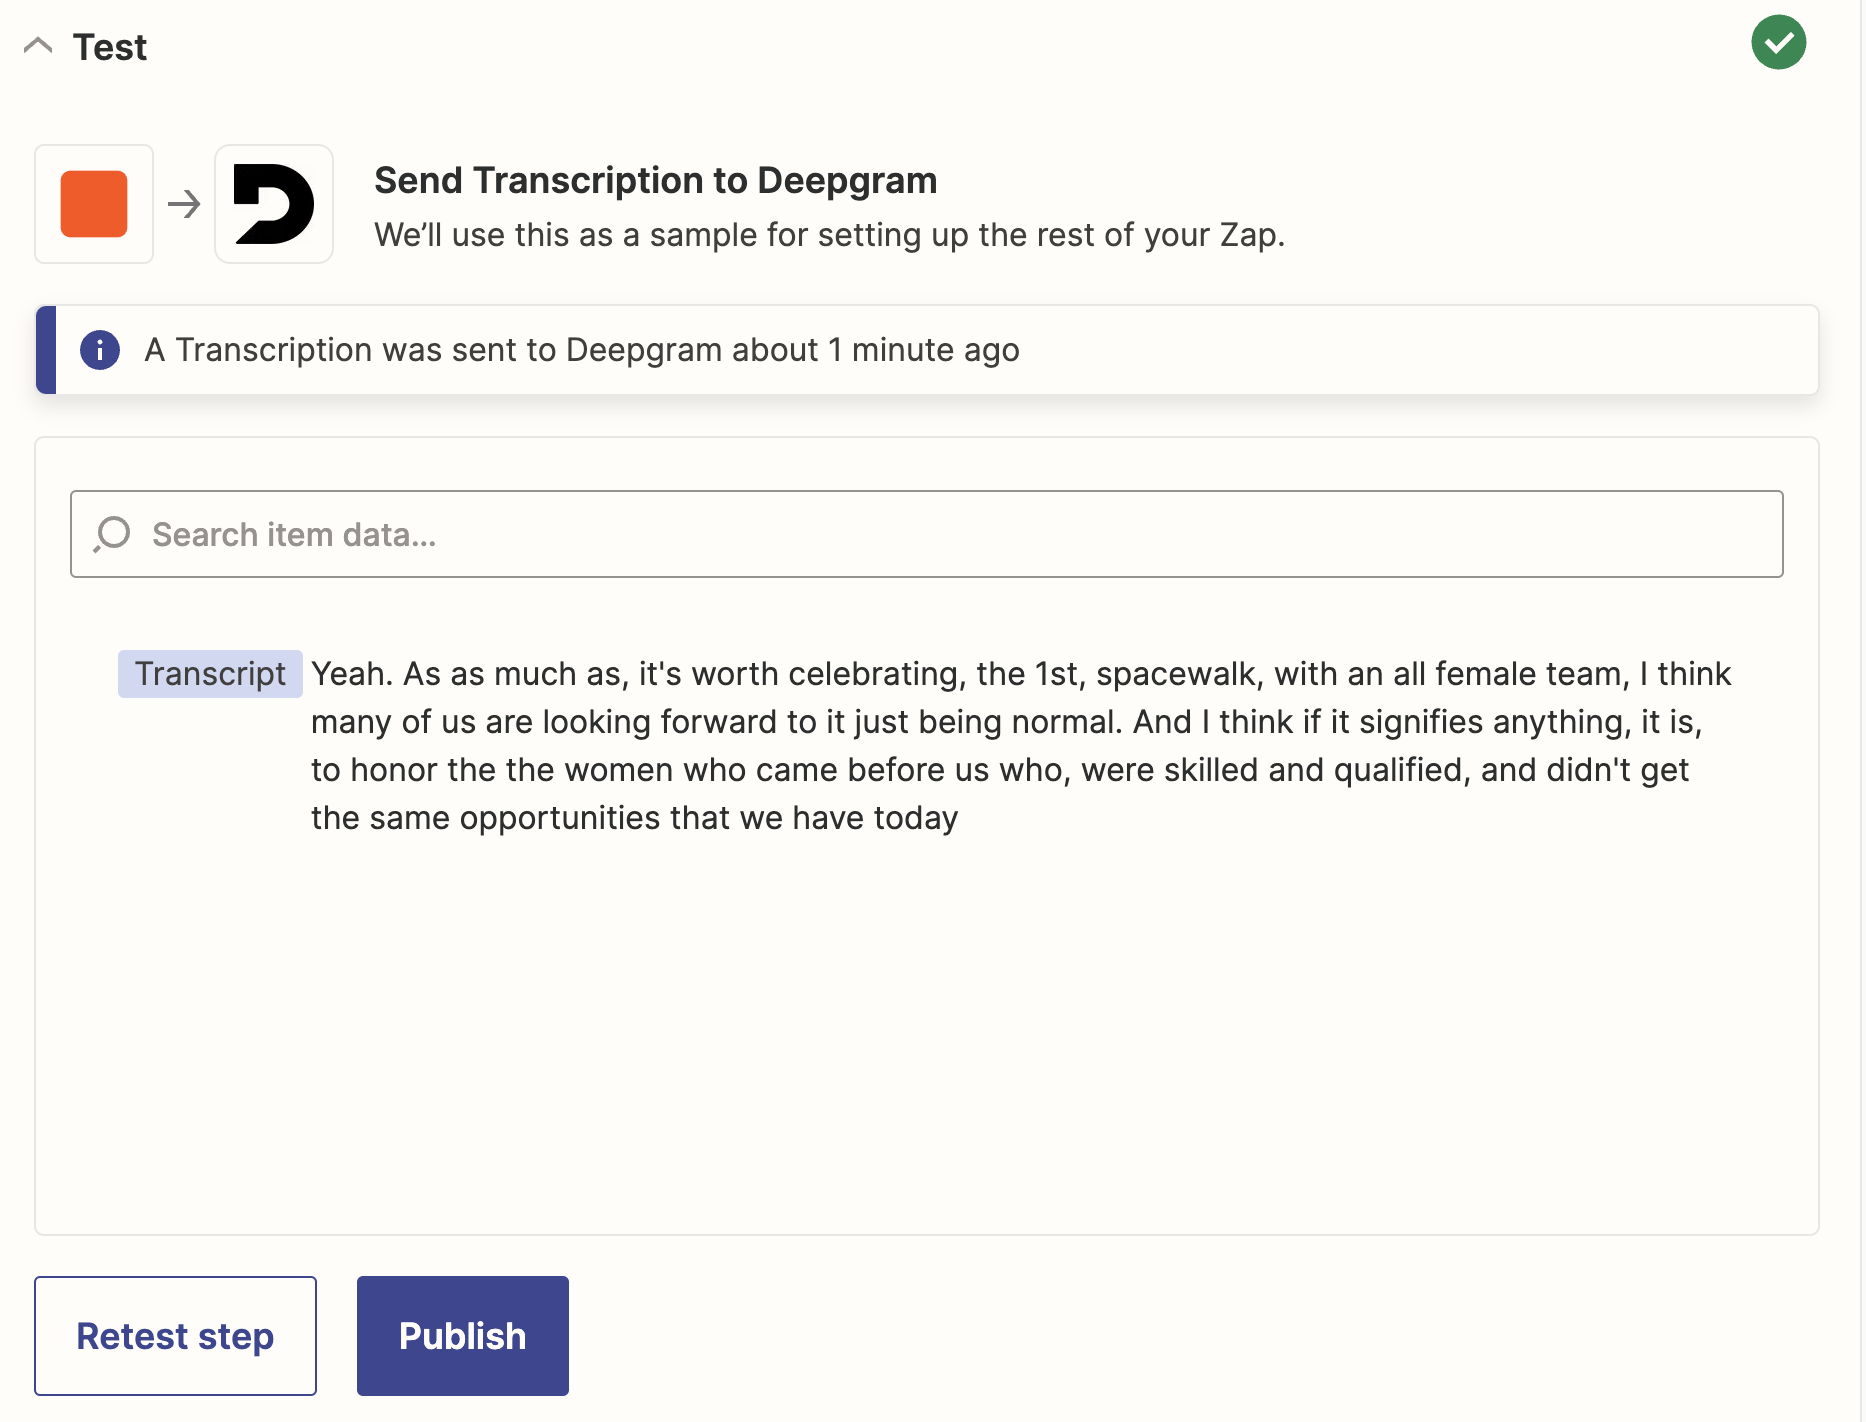 Test
Send Transcription to Deepgram
We’ll use this as a sample for setting up the rest of your Zap.
A Transcription was sent to Deepgram about 1 minute ago
Search item data...
Transcript Yeah. As as much as, it's worth celebrating, the 1st, spacewalk, with an all female team, I think
many of us are looking forward to it just being normal. And I think if it signifies anything, it is,
to honor the the women who came before us who, were skilled and qualified, and didn't get
the same opportunities that we have today
Retest step
Publish